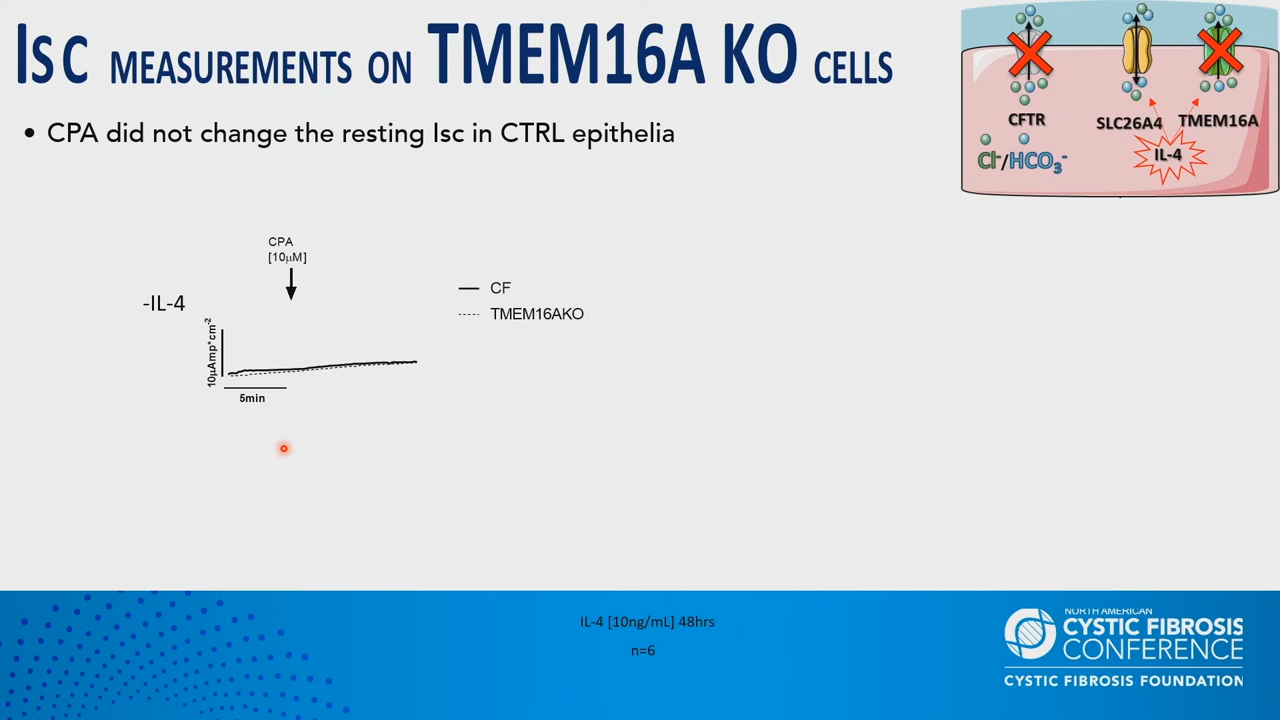 Isc MEASUREMENTS ON TMEM16A KO CELLS
• CPA did not change the resting Isc in CTRL epithelia
CFTR
SLC26A4
TMEM16A
Cl⁻/HCO₃⁻
IL-4
CPA
[10µM]
-IL-4
CF
TMEM16AKO
10µAmp*cm⁻²
5min
IL-4 [10ng/mL] 48hrs
n=6
NORTH AMERICAN
CYSTIC FIBROSIS
CONFERENCE
CYSTIC FIBROSIS FOUNDATION